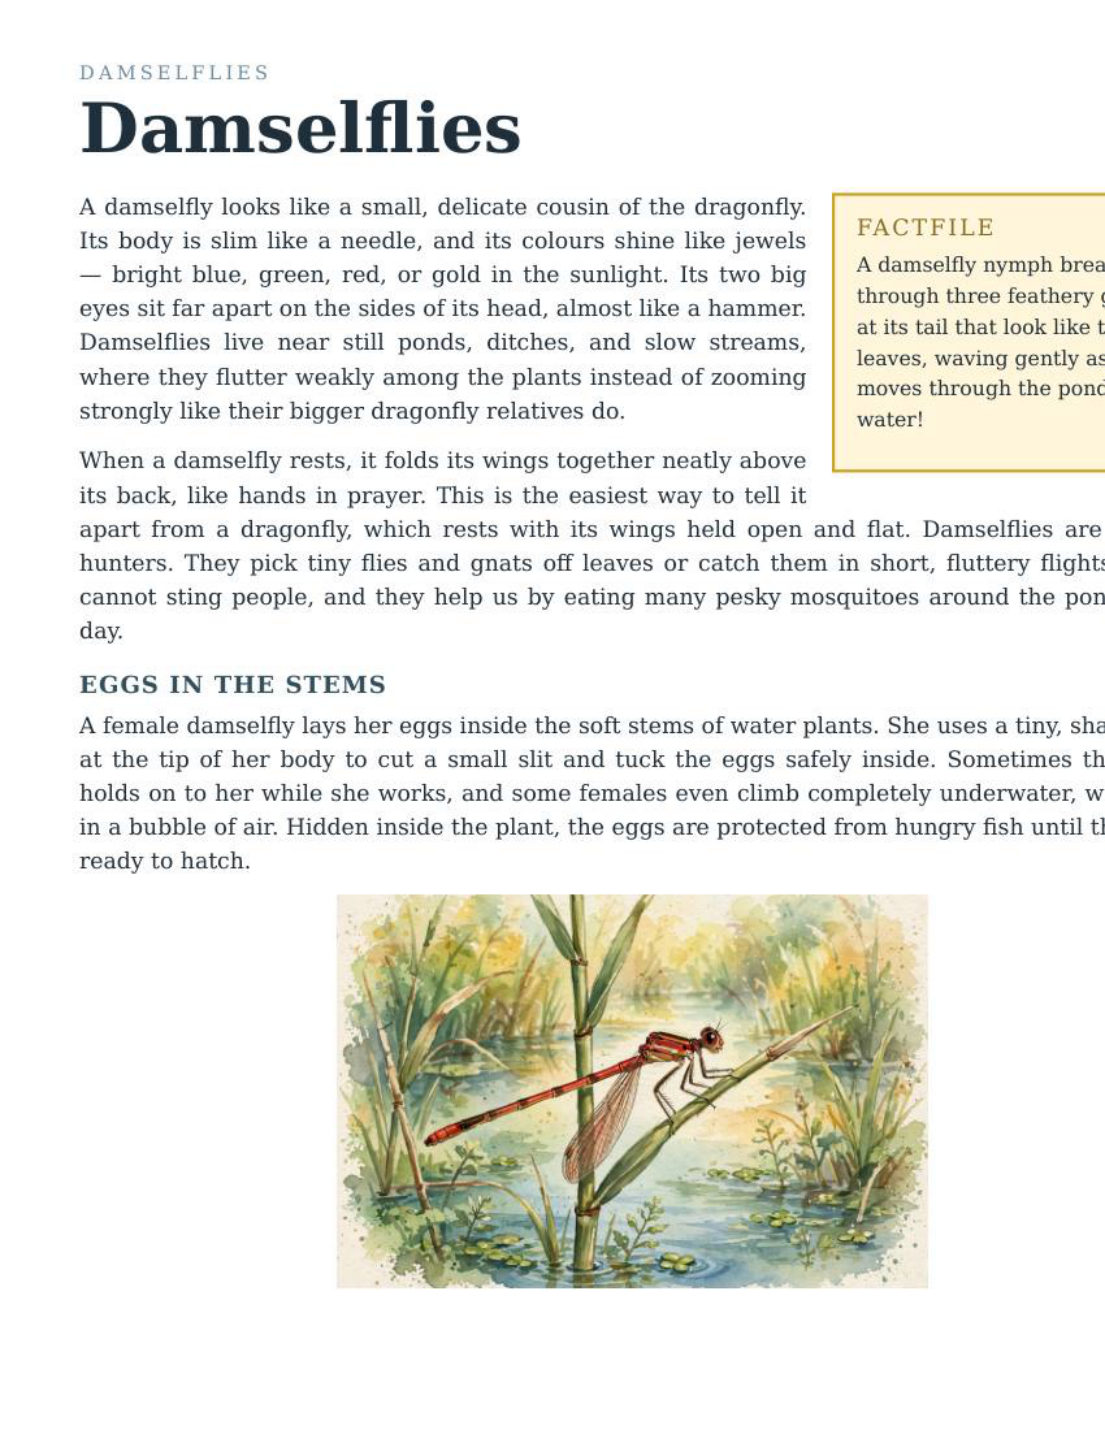 DAMSELFLIES
Damselflies
A damselfly looks like a small, delicate cousin of the dragonfly.
Its body is slim like a needle, and its colours shine like jewels
— bright blue, green, red, or gold in the sunlight. Its two big
eyes sit far apart on the sides of its head, almost like a hammer.
Damselflies live near still ponds, ditches, and slow streams,
where they flutter weakly among the plants instead of zooming
strongly like their bigger dragonfly relatives do.
When a damselfly rests, it folds its wings together neatly above
its back, like hands in prayer. This is the easiest way to tell it
apart from a dragonfly, which rests with its wings held open and flat. Damselflies are
hunters. They pick tiny flies and gnats off leaves or catch them in short, fluttery flights
cannot sting people, and they help us by eating many pesky mosquitoes around the
day.
FACTFILE
A damselfly nymph
through three feathery
at its tail that look like
leaves, waving gently as
moves through the pond
water!
EGGS IN THE STEMS
A female damselfly lays her eggs inside the soft stems of water plants. She uses a tiny,
at the tip of her body to cut a small slit and tuck the eggs safely inside. Sometimes
holds on to her while she works, and some females even climb completely underwater,
in a bubble of air. Hidden inside the plant, the eggs are protected from hungry fish until
ready to hatch.